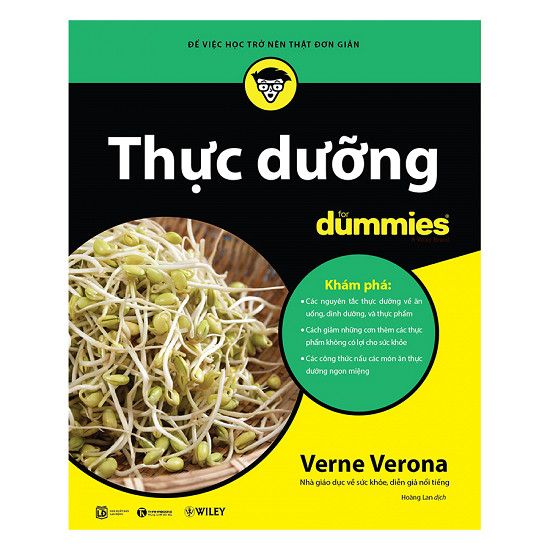 ĐỂ VIỆC HỌC TRỞ NÊN THẬT ĐƠN GIẢN
Thực dưỡng
for
dummies®
A Wiley Brand
Khám phá:
• Các nguyên tắc thực dưỡng về ăn
uống, dinh dưỡng, và thực phẩm
• Cách giảm những cơn thèm các thực
phẩm không có lợi cho sức khỏe
• Các công thức nấu các món ăn thực
dưỡng ngon miệng
Verne Verona
Nhà giáo dục về sức khỏe, diễn giả nổi tiếng
Hoàng Lan dịch
LĐ
WILEY